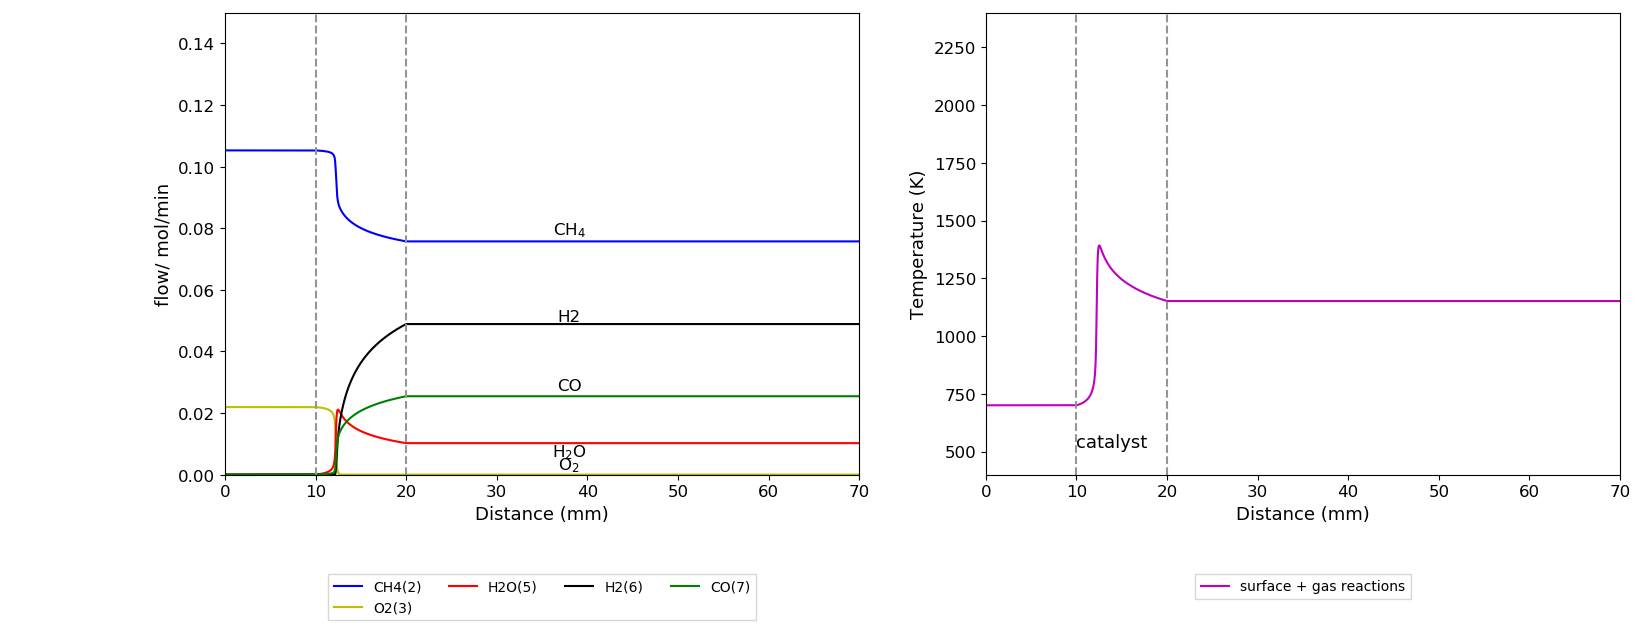 0.14
0.12
0.10
0.08
0.06
0.04
0.02
0.00
flow/ mol/min
CH₄
H2
CO
H₂O
O₂
0 10 20 30 40 50 60 70
Distance (mm)
CH4(2) H2O(5) H2(6) CO(7)
O2(3)
2250
2000
1750
1500
1250
1000
750
500
Temperature (K)
catalyst
0 10 20 30 40 50 60 70
Distance (mm)
surface + gas reactions